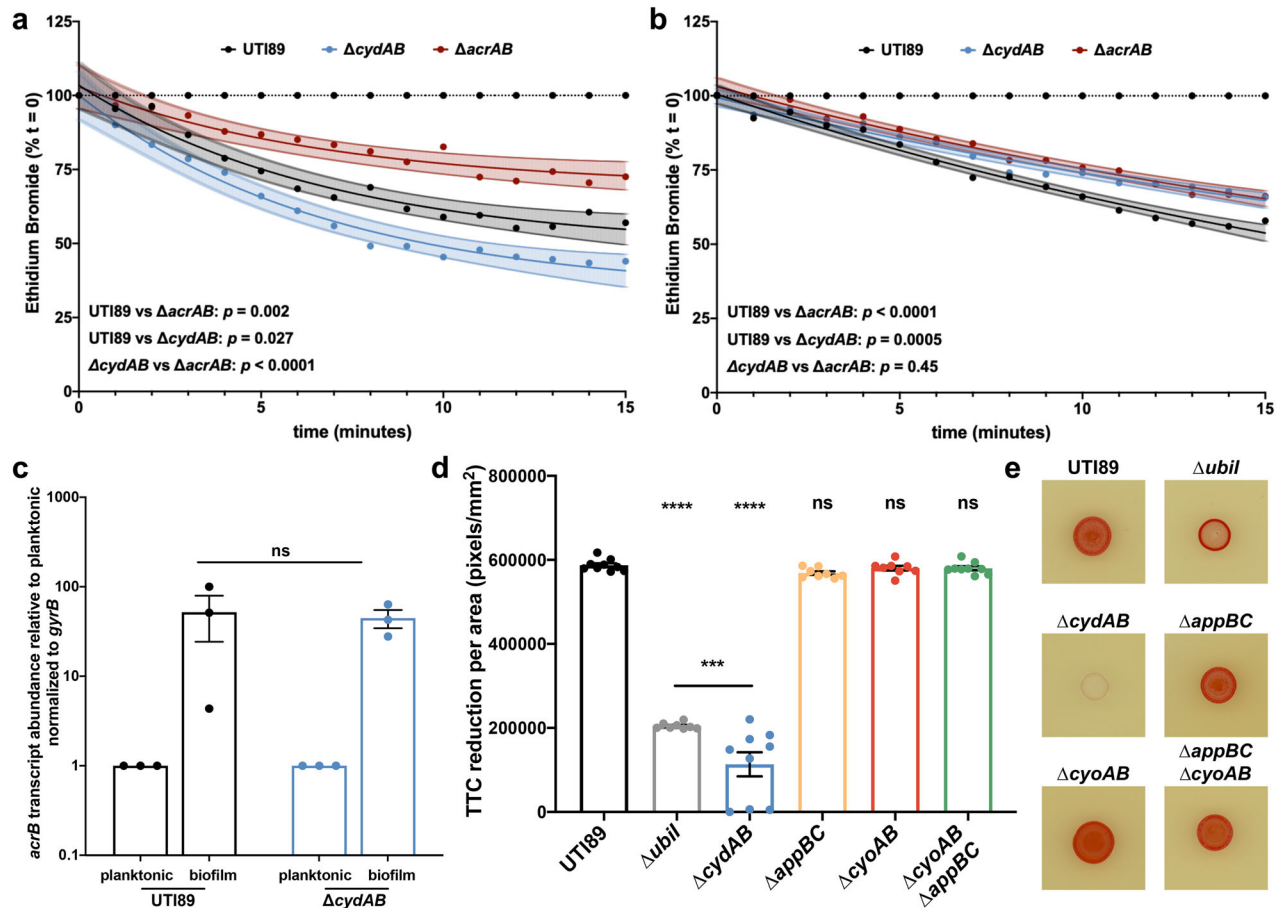 a
125
100
75
50
25
0
Ethidium Bromide (% t = 0)
UTI89
ΔcydAB
ΔacrAB
UTI89 vs ΔacrAB: p = 0.002
UTI89 vs ΔcydAB: p = 0.027
ΔcydAB vs ΔacrAB: p < 0.0001
0
5
10
15
time (minutes)
b
125
100
75
50
25
0
Ethidium Bromide (% t = 0)
UTI89
ΔcydAB
ΔacrAB
UTI89 vs ΔacrAB: p < 0.0001
UTI89 vs ΔcydAB: p = 0.0005
ΔcydAB vs ΔacrAB: p = 0.45
0
5
10
15
time (minutes)
c
1000
100
10
1
0.1
acrB transcript abundance relative to planktonic
normalized to gyrB
ns
planktonic
biofilm
planktonic
biofilm
UTI89
ΔcydAB
d
800000
600000
400000
200000
0
TTC reduction per area (pixels/mm²)
****
****
ns
ns
ns
***
UTI89
ΔubiI
ΔcydAB
ΔappBC
ΔcyoAB
ΔcyoAB
ΔappBC
e
UTI89
ΔubiI
ΔcydAB
ΔappBC
ΔcyoAB
ΔappBC
ΔcyoAB